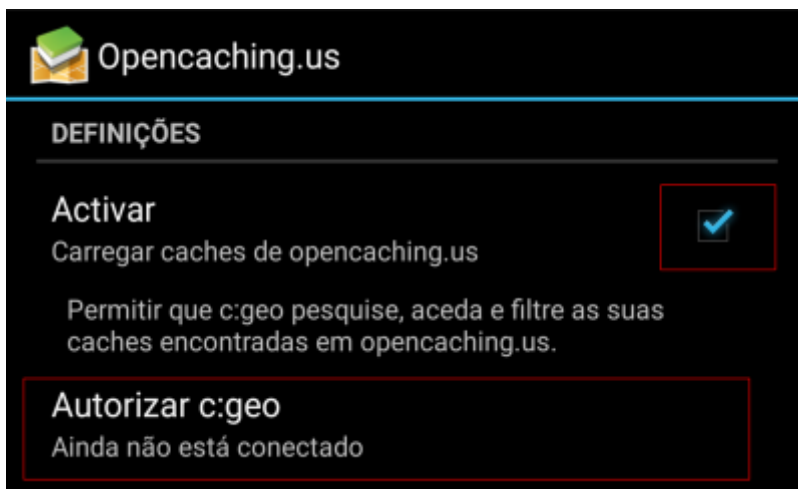 Opencaching.us
DEFINIÇÕES
Activar
Carregar caches de opencaching.us
Permitir que c:geo pesquise, aceda e filtre as suas
caches encontradas em opencaching.us.
Autorizar c:geo
Ainda não está conectado